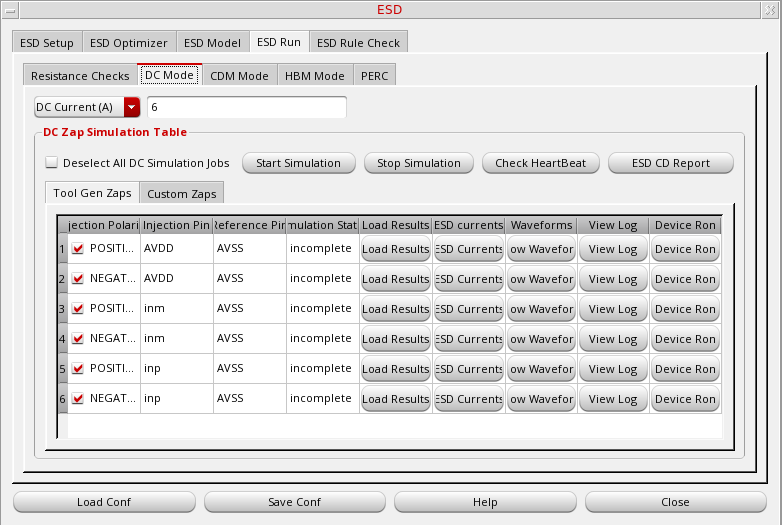 ESD
ESD Setup ESD Optimizer ESD Model ESD Run ESD Rule Check
Resistance Checks DC Mode CDM Mode HBM Mode PERC
DC Current (A) 6
DC Zap Simulation Table
Deselect All DC Simulation Jobs Start Simulation Stop Simulation Check HeartBeat ESD CD Report
Tool Gen Zaps Custom Zaps
jection Polari Injection Pin Reference Pin mulation Stat Load Results ESD currents Waveforms View Log Device Ron
1 POSITI... AVDD AVSS incomplete Load Results ESD Currents ow Wavefor View Log Device Ron
2 NEGAT... AVDD AVSS incomplete Load Results ESD Currents ow Wavefor View Log Device Ron
3 POSITI... inm AVSS incomplete Load Results ESD Currents ow Wavefor View Log Device Ron
4 NEGAT... inm AVSS incomplete Load Results ESD Currents ow Wavefor View Log Device Ron
5 POSITI... inp AVSS incomplete Load Results ESD Currents ow Wavefor View Log Device Ron
6 NEGAT... inp AVSS incomplete Load Results ESD Currents ow Wavefor View Log Device Ron
Load Conf Save Conf Help Close